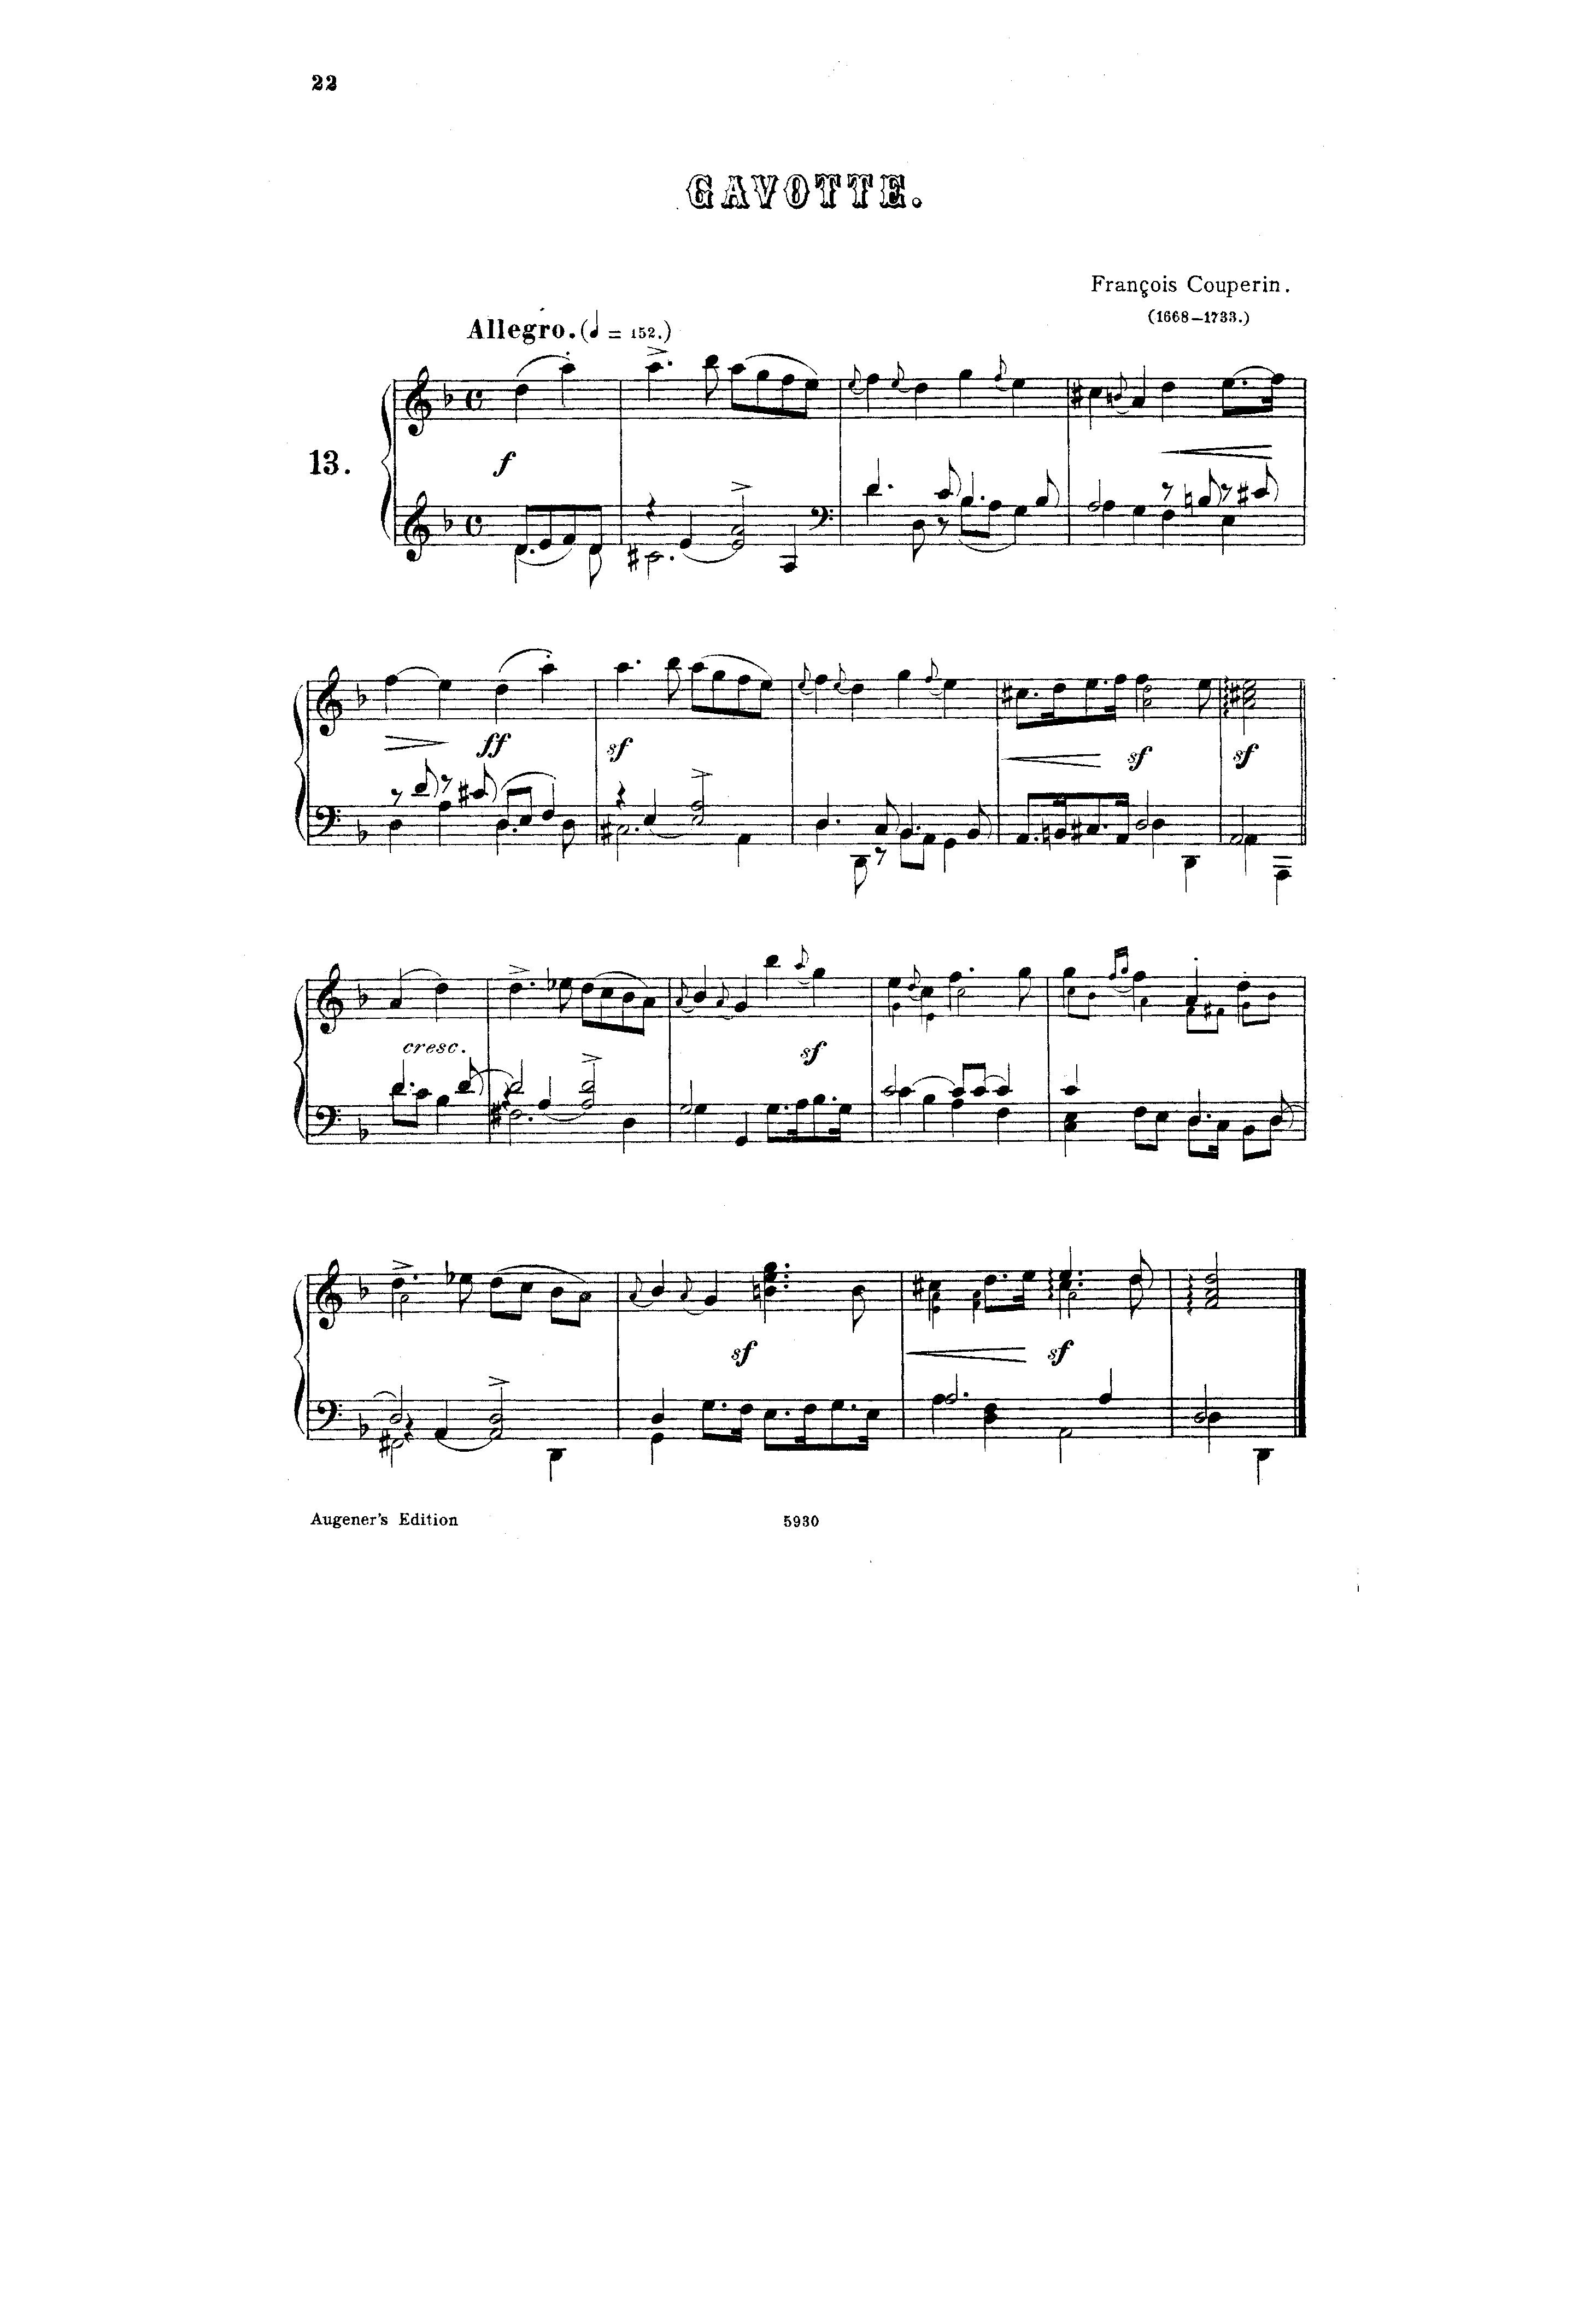 22
GAVOTTE.
François Couperin.
(1668–1733.)
Allegro. (♩ = 152.)
13.
f
ff
sf
sf
sf
cresc.
sf
sf
sf
Augener's Edition
5930